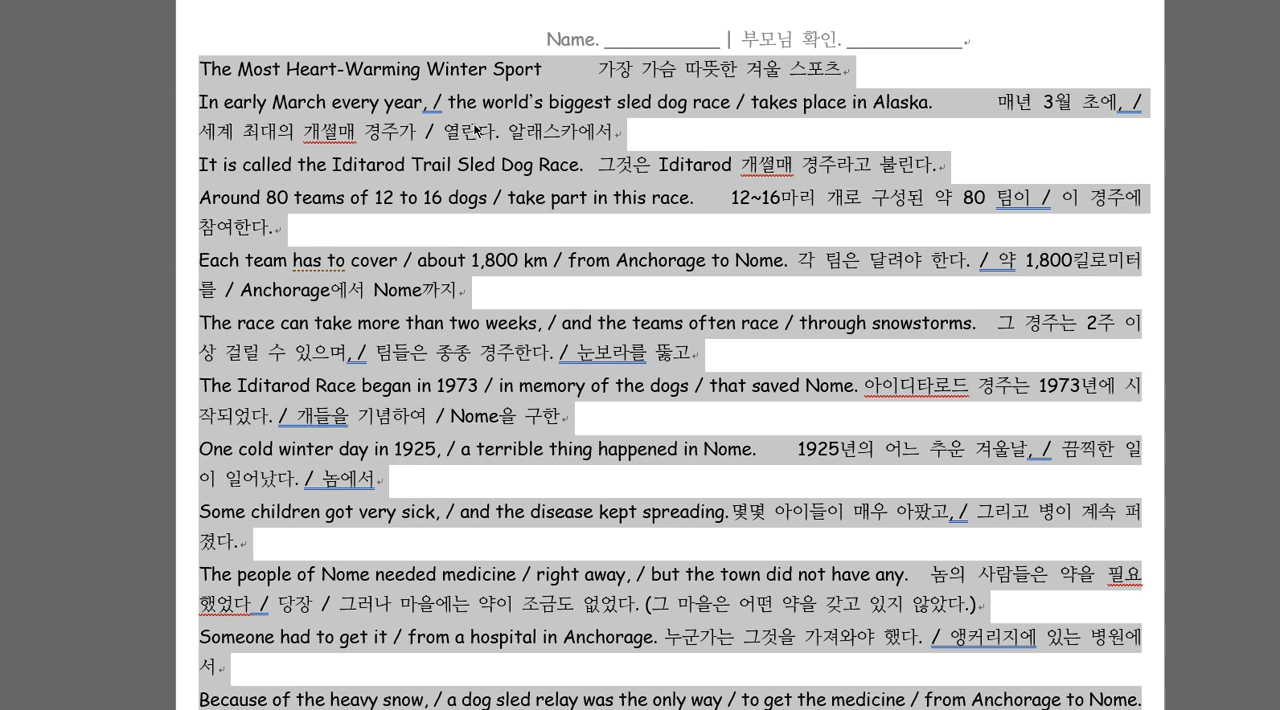 Name. ___________ | 부모님 확인. ___________
The Most Heart-Warming Winter Sport 가장 가슴 따뜻한 겨울 스포츠
In early March every year, / the world's biggest sled dog race / takes place in Alaska. 매년 3월 초에, /
세계 최대의 개썰매 경주가 / 열린다. 알래스카에서
It is called the Iditarod Trail Sled Dog Race. 그것은 Iditarod 개썰매 경주라고 불린다.
Around 80 teams of 12 to 16 dogs / take part in this race. 12~16마리 개로 구성된 약 80 팀이 / 이 경주에
참여한다.
Each team has to cover / about 1,800 km / from Anchorage to Nome. 각 팀은 달려야 한다. / 약 1,800킬로미터
를 / Anchorage에서 Nome까지
The race can take more than two weeks, / and the teams often race / through snowstorms. 그 경주는 2주 이
상 걸릴 수 있으며, / 팀들은 종종 경주한다. / 눈보라를 뚫고
The Iditarod Race began in 1973 / in memory of the dogs / that saved Nome. 아이디타로드 경주는 1973년에 시
작되었다. / 개들을 기념하여 / Nome을 구한
One cold winter day in 1925, / a terrible thing happened in Nome. 1925년의 어느 추운 겨울날, / 끔찍한 일
이 일어났다. / 놈에서
Some children got very sick, / and the disease kept spreading. 몇몇 아이들이 매우 아팠고, / 그리고 병이 계속 퍼
졌다.
The people of Nome needed medicine / right away, / but the town did not have any. 놈의 사람들은 약을 필요
했었다 / 당장 / 그러나 마을에는 약이 조금도 없었다. (그 마을은 어떤 약을 갖고 있지 않았다.)
Someone had to get it / from a hospital in Anchorage. 누군가는 그것을 가져와야 했다. / 앵커리지에 있는 병원에
서
Because of the heavy snow, / a dog sled relay was the only way / to get the medicine / from Anchorage to Nome.